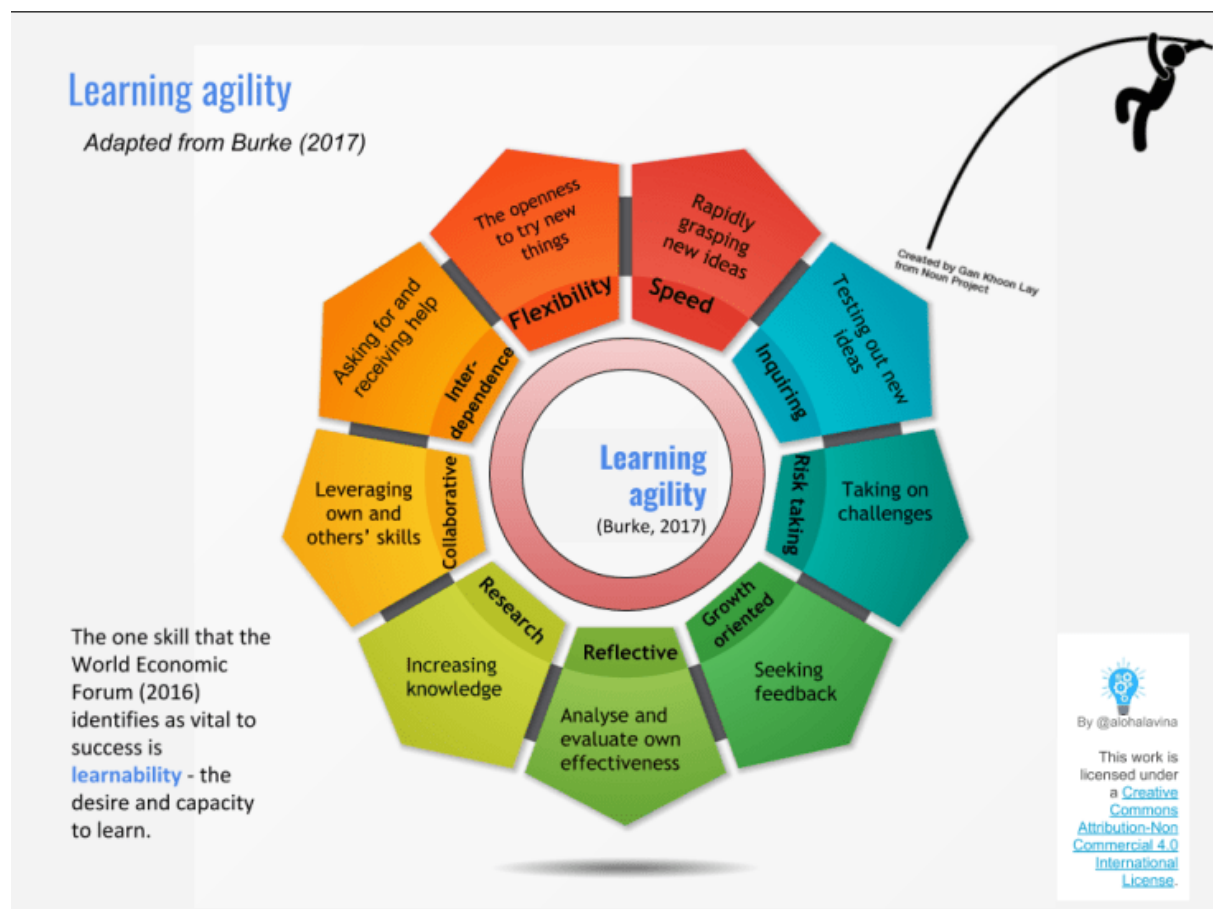 Learning agility
Adapted from Burke (2017)
Created by Gan Khoon Lay
from Noun Project
The openness
to try new
things
Flexibility
Rapidly
grasping
new ideas
Speed
Testing out new
ideas
Inquiring
Taking on
challenges
Risk taking
Seeking
feedback
Growth
oriented
Analyse and
evaluate own
effectiveness
Reflective
Increasing
knowledge
Research
Leveraging
own and
others' skills
Collaborative
Asking for and
receiving help
Inter-
dependence
Learning
agility
(Burke, 2017)
The one skill that the
World Economic
Forum (2016)
identifies as vital to
success is
learnability - the
desire and capacity
to learn.
By @alohalavina
This work is
licensed under
a Creative
Commons
Attribution-Non
Commercial 4.0
International
License.